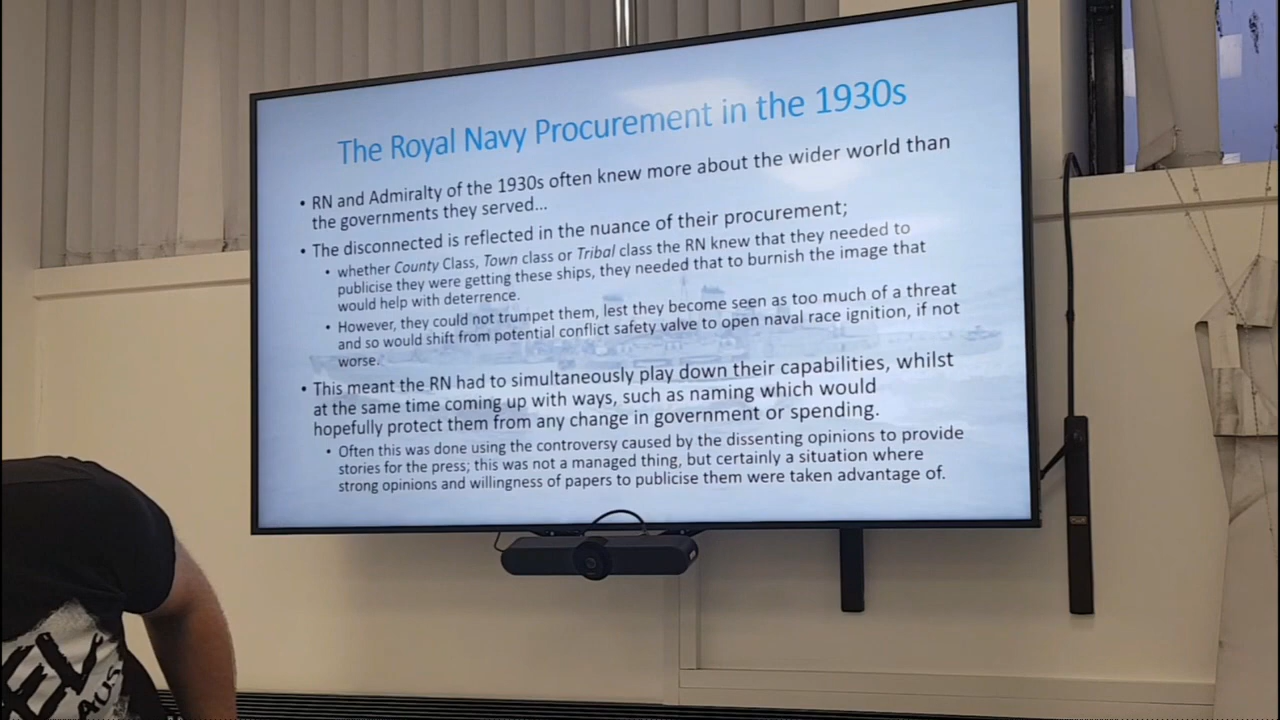 The Royal Navy Procurement in the 1930s
• RN and Admiralty of the 1930s often knew more about the wider world than
the governments they served...
• The disconnected is reflected in the nuance of their procurement;
• whether County Class, Town class or Tribal class the RN knew that they needed to
publicise they were getting these ships, they needed that to burnish the image that
would help with deterrence.
• However, they could not trumpet them, lest they become seen as too much of a threat
and so would shift from potential conflict safety valve to open naval race ignition, if not
worse.
• This meant the RN had to simultaneously play down their capabilities, whilst
at the same time coming up with ways, such as naming which would
hopefully protect them from any change in government or spending.
• Often this was done using the controversy caused by the dissenting opinions to provide
stories for the press; this was not a managed thing, but certainly a situation where
strong opinions and willingness of papers to publicise them were taken advantage of.